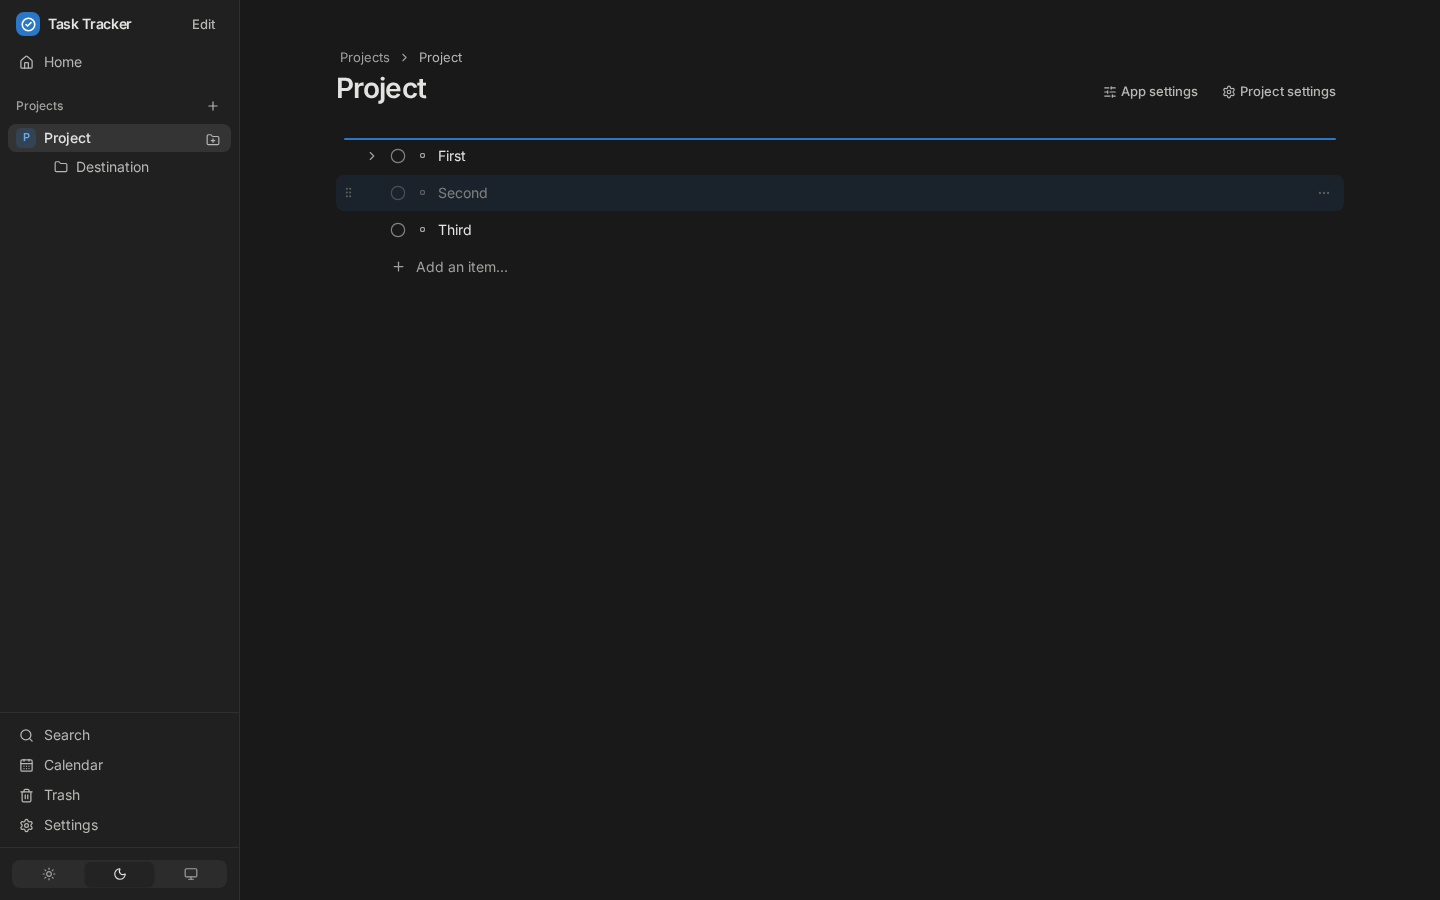 Task Tracker
Edit
Home
Projects
P Project
Destination
Search
Calendar
Trash
Settings
Projects > Project
Project
App settings
Project settings
First
Second
Third
Add an item...